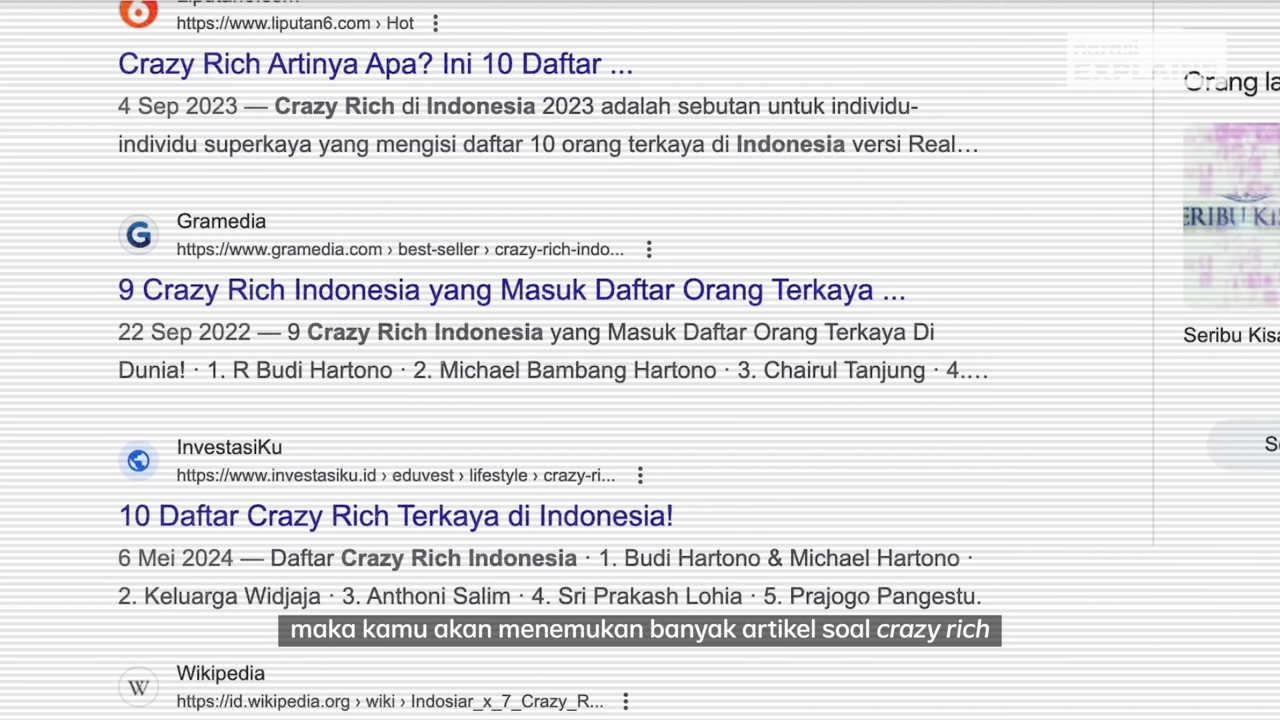 https://www.liputan6.com › Hot
Crazy Rich Artinya Apa? Ini 10 Daftar ...
4 Sep 2023 — Crazy Rich di Indonesia 2023 adalah sebutan untuk individu-
individu superkaya yang mengisi daftar 10 orang terkaya di Indonesia versi Real...
Gramedia
https://www.gramedia.com › best-seller › crazy-rich-indo...
9 Crazy Rich Indonesia yang Masuk Daftar Orang Terkaya ...
22 Sep 2022 — 9 Crazy Rich Indonesia yang Masuk Daftar Orang Terkaya Di
Dunia! · 1. R Budi Hartono · 2. Michael Bambang Hartono · 3. Chairul Tanjung · 4....
InvestasiKu
https://www.investasiku.id › eduvest › lifestyle › crazy-ri...
10 Daftar Crazy Rich Terkaya di Indonesia!
6 Mei 2024 — Daftar Crazy Rich Indonesia · 1. Budi Hartono & Michael Hartono ·
2. Keluarga Widjaja · 3. Anthoni Salim · 4. Sri Prakash Lohia · 5. Prajogo Pangestu.
maka kamu akan menemukan banyak artikel soal crazy rich
Wikipedia
https://id.wikipedia.org › wiki › Indosiar_x_7_Crazy_R...
narasi
Orang la
Seribu Kisa